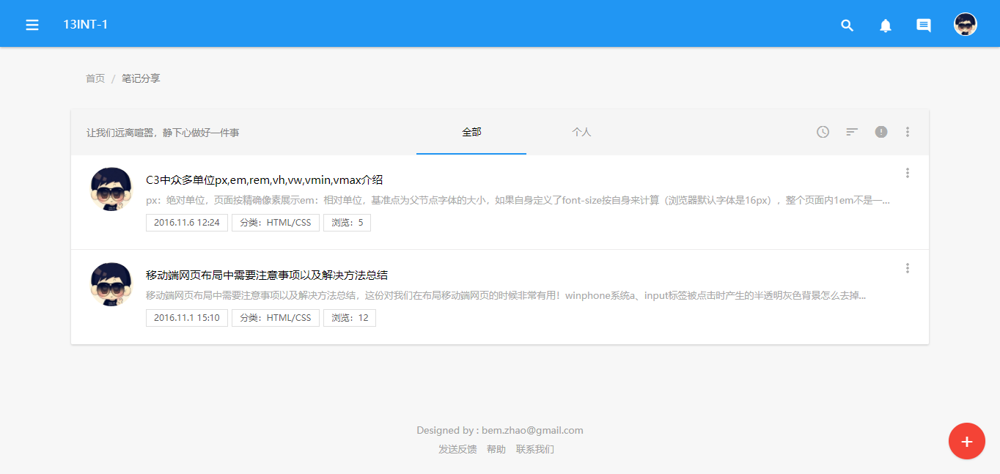 13INT-1
首页 / 笔记分享
让我们远离喧嚣，静下心做好一件事 全部 个人
C3中众多单位px,em,rem,vh,vw,vmin,vmax介绍
px：绝对单位，页面按精确像素展示em：相对单位，基准点为父节点字体的大小，如果自身定义了font-size按自身来计算（浏览器默认字体是16px），整个页面内1em不是一...
2016.11.6 12:24 分类：HTML/CSS 浏览：5
移动端网页布局中需要注意事项以及解决方法总结
移动端网页布局中需要注意事项以及解决方法总结，这份对我们在布局移动端网页的时候非常有用！winphone系统a、input标签被点击时产生的半透明灰色背景怎么去掉...
2016.11.1 15:10 分类：HTML/CSS 浏览：12
Designed by : bem.zhao@gmail.com
发送反馈 帮助 联系我们